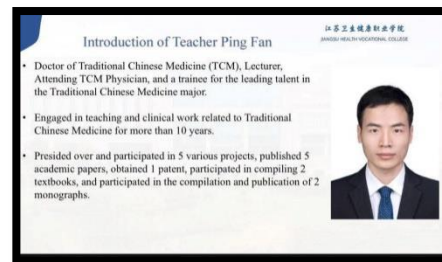 江苏卫生健康职业学院
JIANGSU HEALTH VOCATIONAL COLLEGE
Introduction of Teacher Ping Fan
• Doctor of Traditional Chinese Medicine (TCM), Lecturer,
Attending TCM Physician, and a trainee for the leading talent in
the Traditional Chinese Medicine major.
• Engaged in teaching and clinical work related to Traditional
Chinese Medicine for more than 10 years.
• Presided over and participated in 5 various projects, published 5
academic papers, obtained 1 patent, participated in compiling 2
textbooks, and participated in the compilation and publication of 2
monographs.